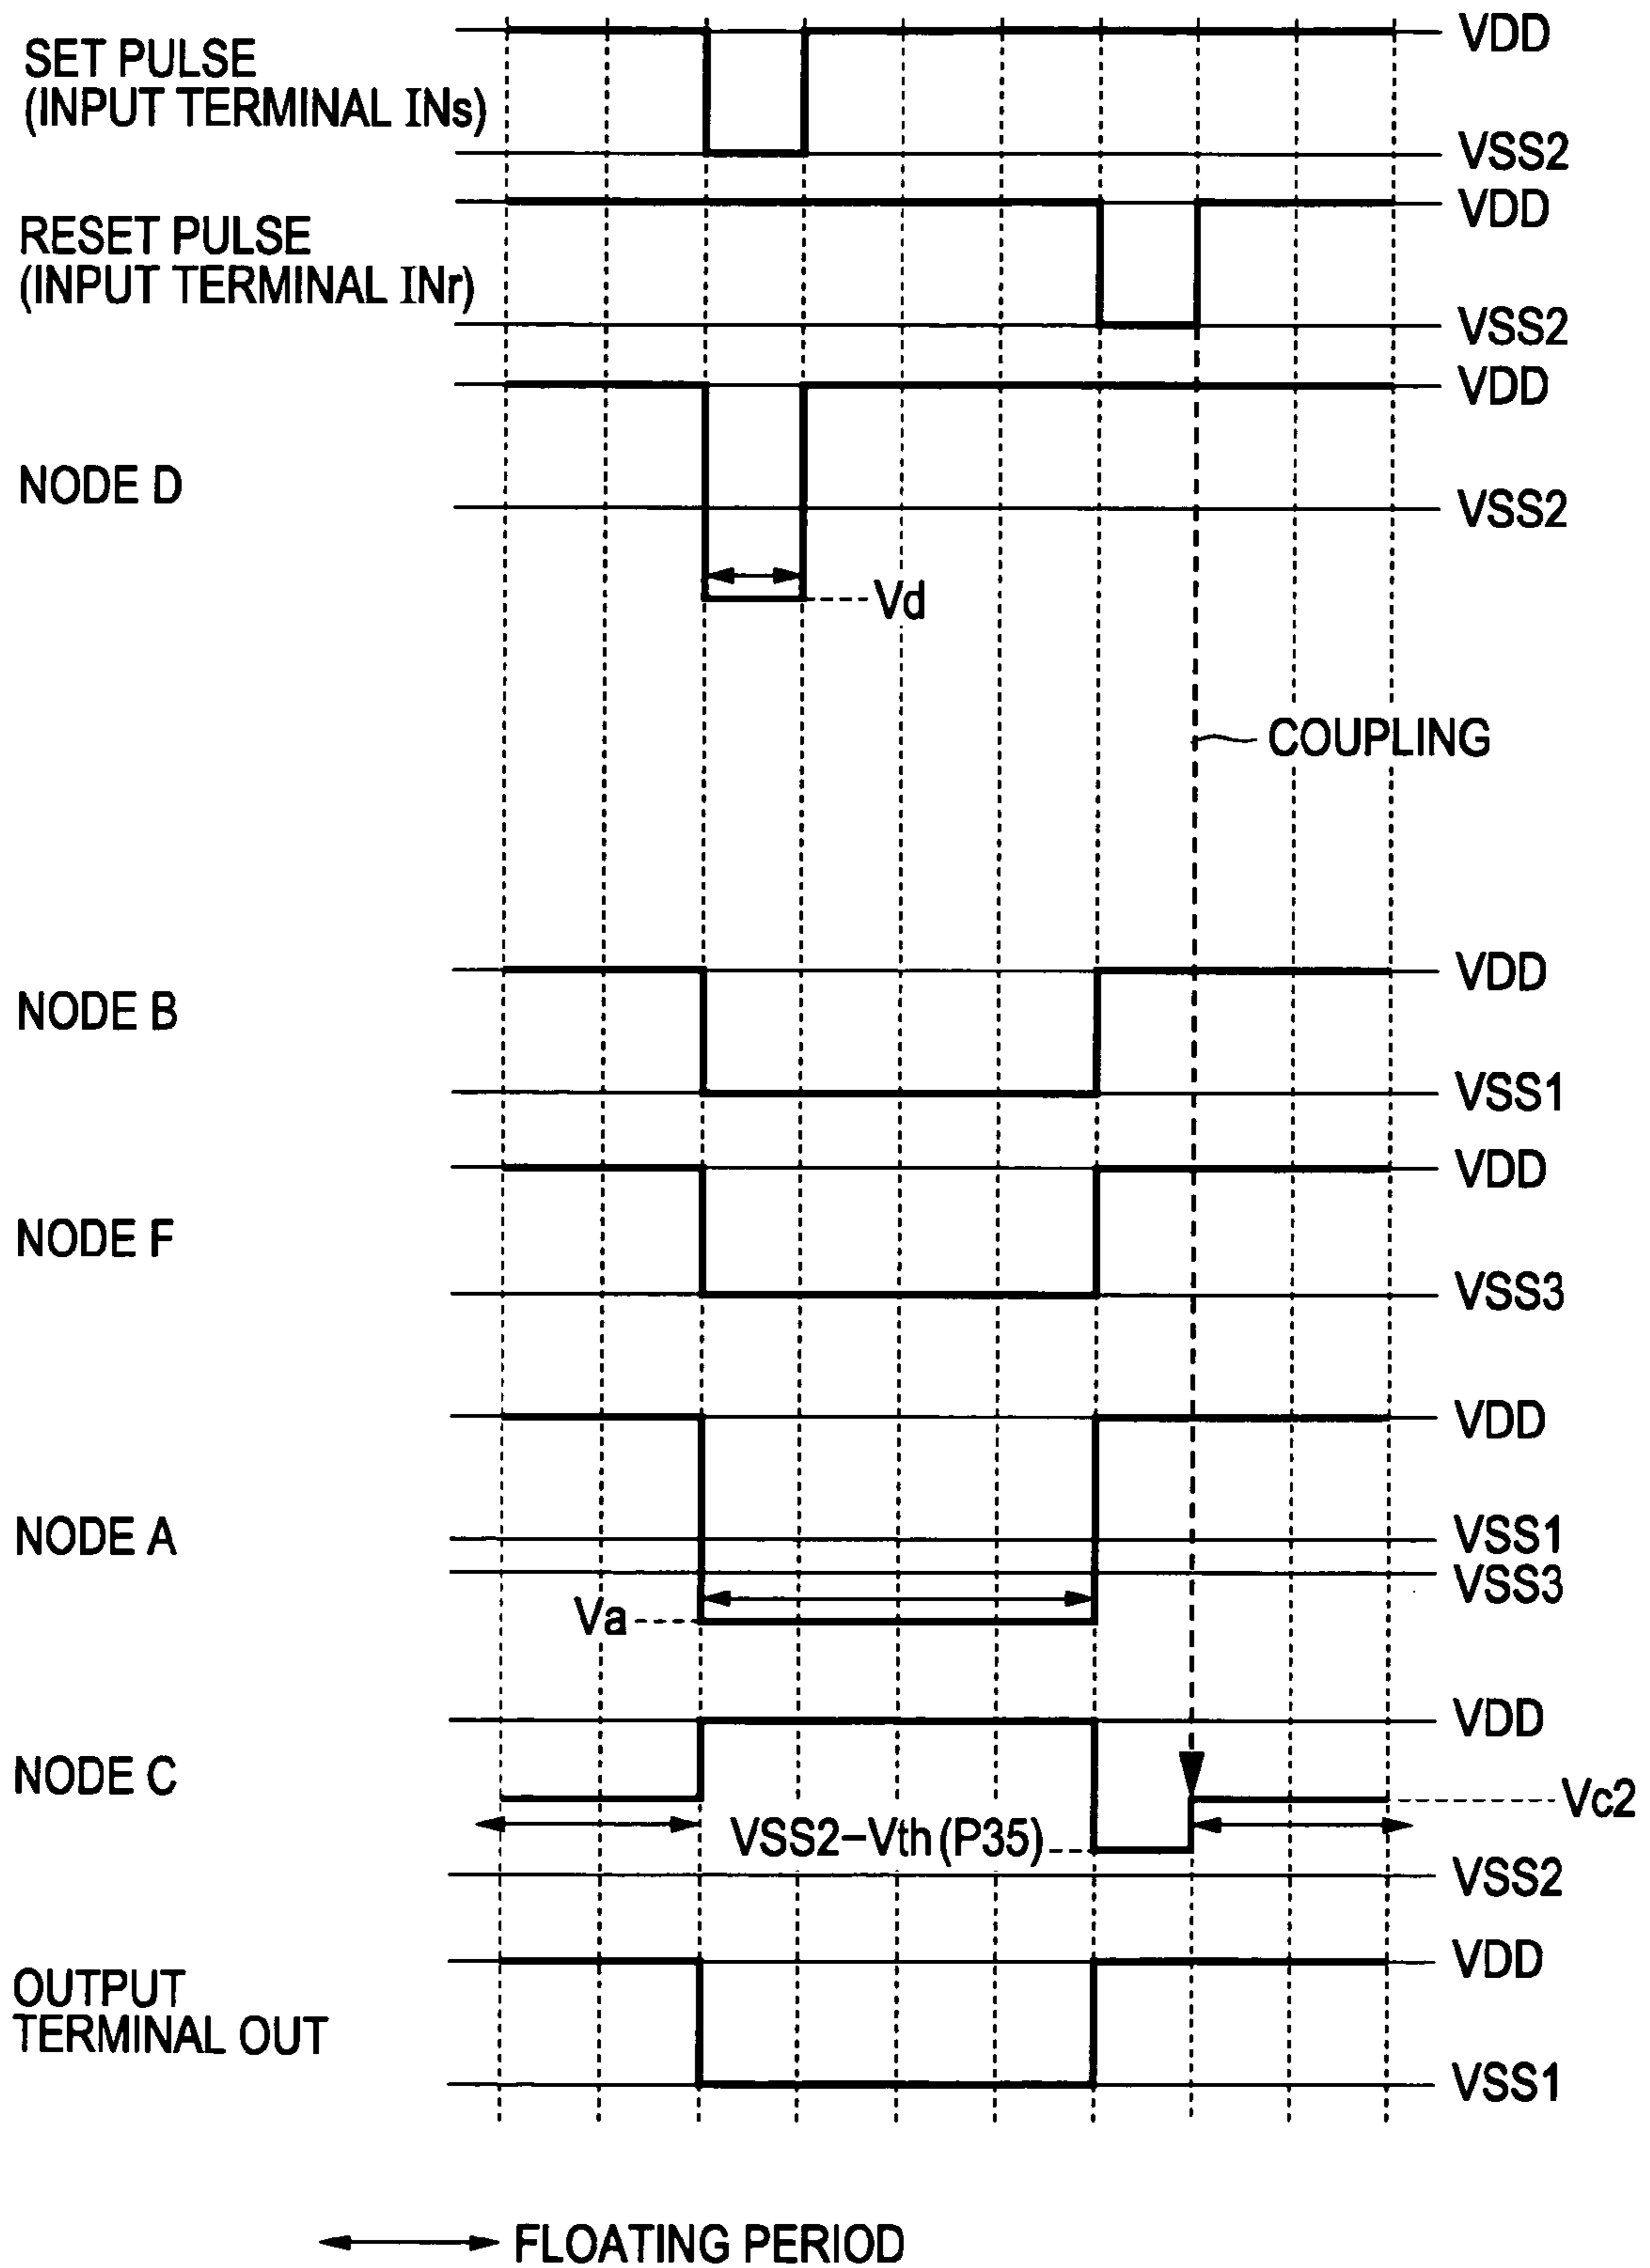 VDD
SET PULSE
(INPUT TERMINAL INs)
VSS2
VDD
RESET PULSE
(INPUT TERMINAL INr)
VSS2
VDD
NODE D
VSS2
Vd
COUPLING
VDD
NODE B
VSS1
VDD
NODE F
VSS3
VDD
NODE A
VSS1
VSS3
Va
VDD
NODE C
Vc2
VSS2-Vth (P35)
VSS2
VDD
OUTPUT
TERMINAL OUT
VSS1
FLOATING PERIOD